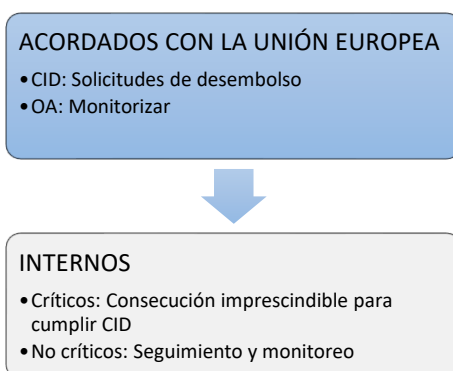 ACORDADOS CON LA UNIÓN EUROPEA
•CID: Solicitudes de desembolso
•OA: Monitorizar
INTERNOS
•Críticos: Consecución imprescindible para
cumplir CID
•No críticos: Seguimiento y monitoreo